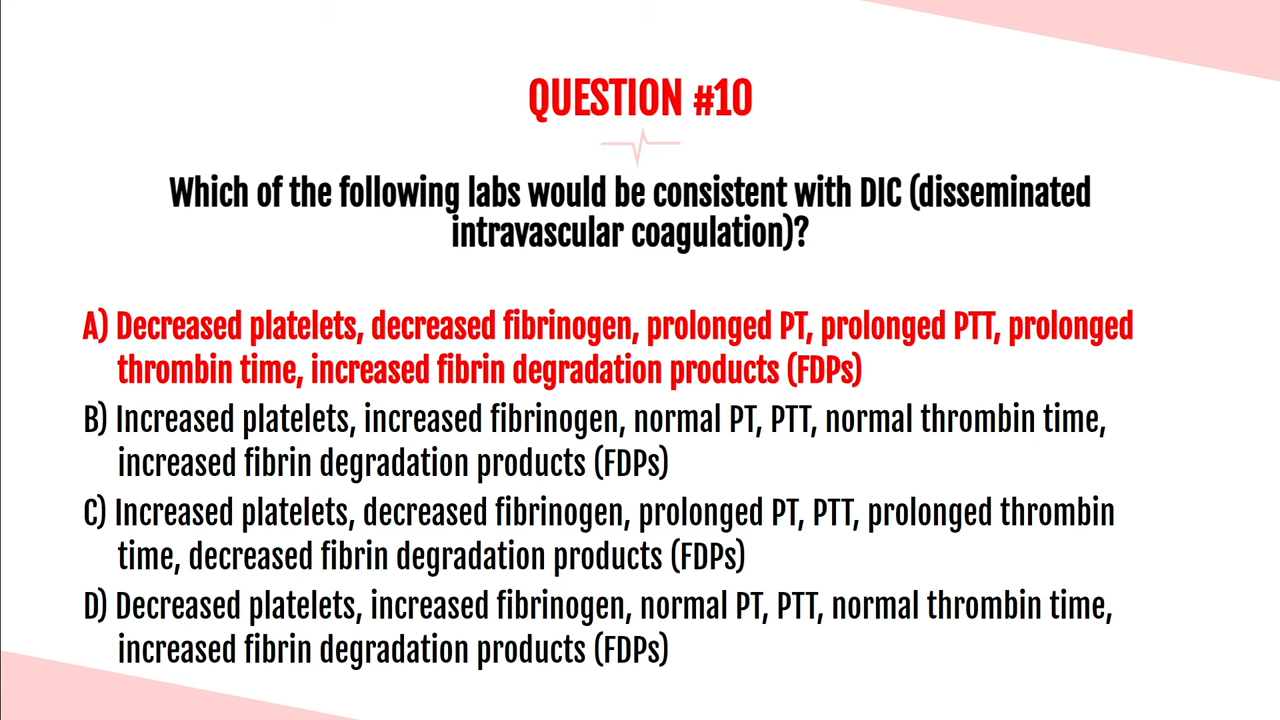 QUESTION #10
Which of the following labs would be consistent with DIC (disseminated
intravascular coagulation)?
A) Decreased platelets, decreased fibrinogen, prolonged PT, prolonged PTT, prolonged
thrombin time, increased fibrin degradation products (FDPs)
B) Increased platelets, increased fibrinogen, normal PT, PTT, normal thrombin time,
increased fibrin degradation products (FDPs)
C) Increased platelets, decreased fibrinogen, prolonged PT, PTT, prolonged thrombin
time, decreased fibrin degradation products (FDPs)
D) Decreased platelets, increased fibrinogen, normal PT, PTT, normal thrombin time,
increased fibrin degradation products (FDPs)